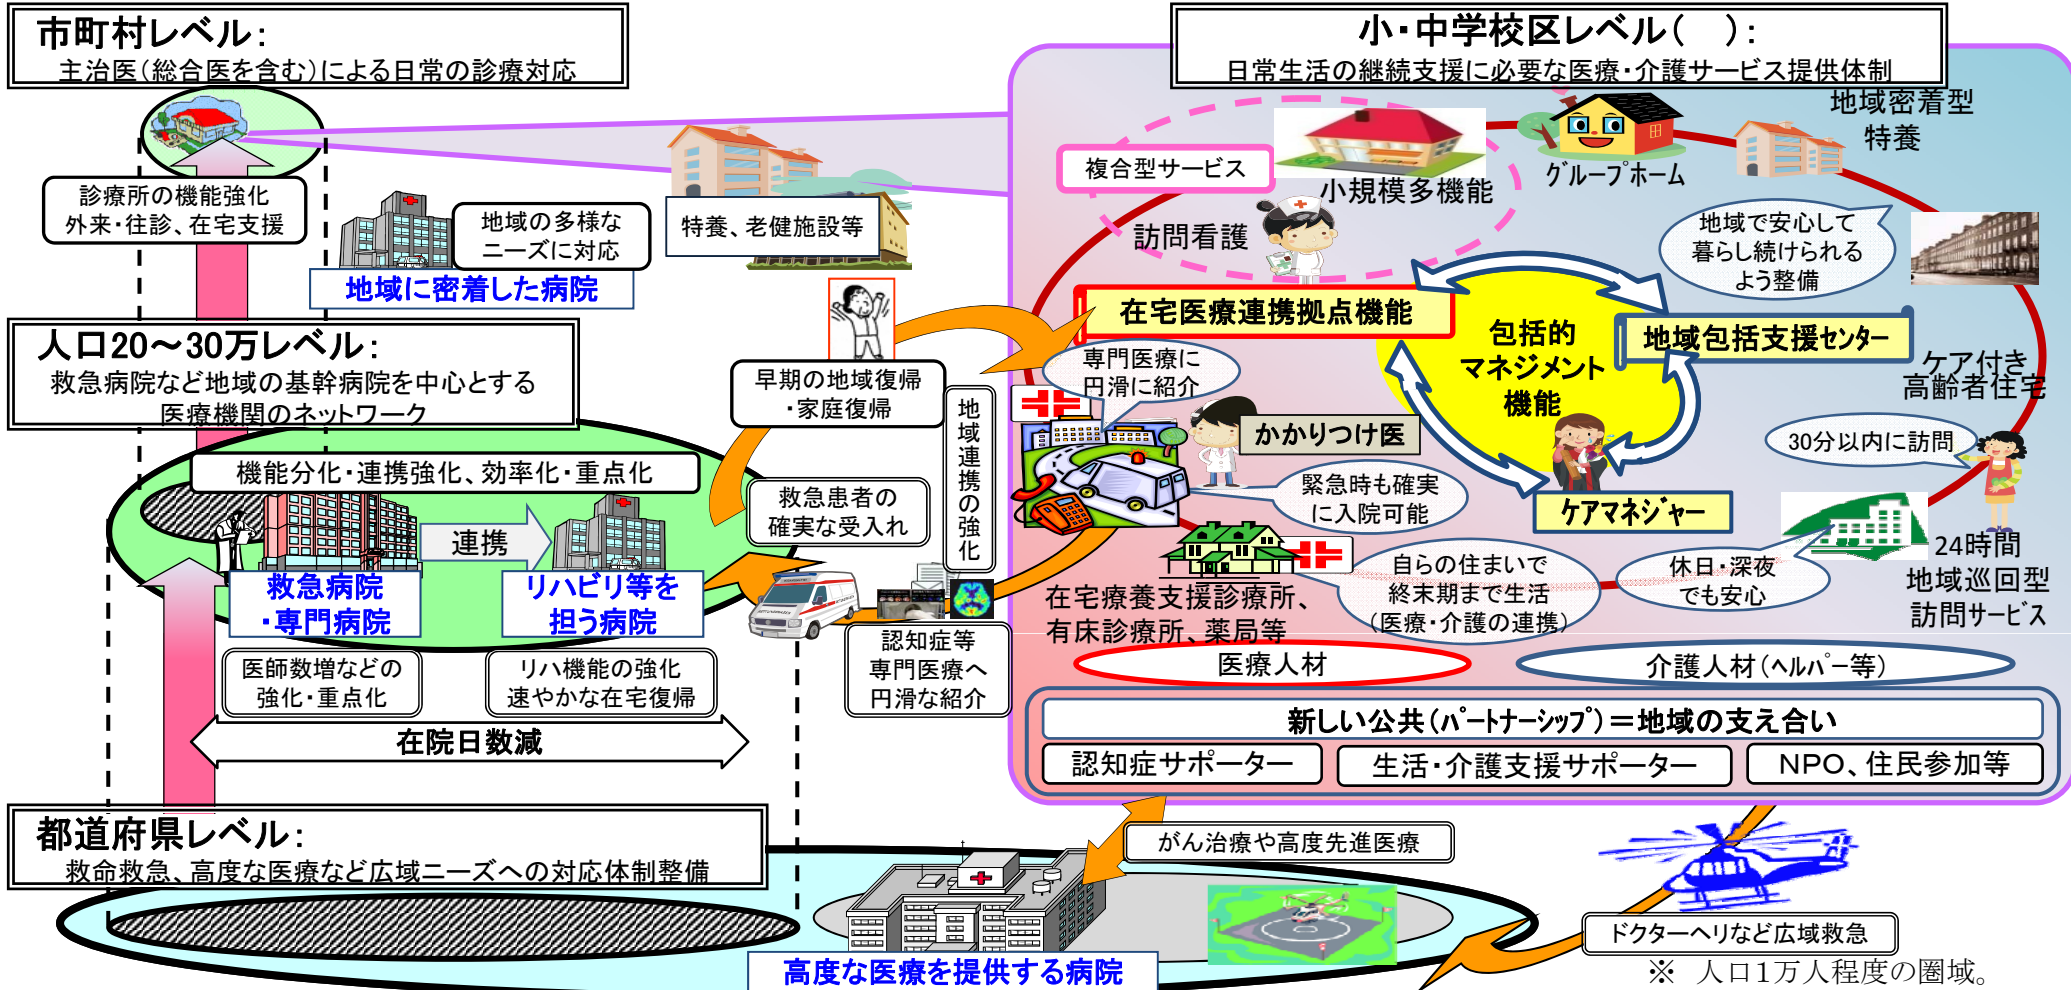 市町村レベル:
主治医(総合医を含む)による日常の診療対応
診療所の機能強化
外来・往診、在宅支援
地域の多様な
ニーズに対応
地域に密着した病院
特養、老健施設等
人口20～30万レベル:
救急病院など地域の基幹病院を中心とする
医療機関のネットワーク
機能分化・連携強化、効率化・重点化
連携
救急病院
・専門病院
リハビリ等を
担う病院
医師数増などの
強化・重点化
リハ機能の強化
速やかな在宅復帰
在院日数減
早期の地域復帰
・家庭復帰
地域連携の強化
救急患者の
確実な受入れ
認知症等
専門医療へ
円滑な紹介
都道府県レベル:
救命救急、高度な医療など広域ニーズへの対応体制整備
高度な医療を提供する病院
がん治療や高度先進医療
ドクターヘリなど広域救急
※ 人口1万人程度の圏域。
小・中学校区レベル( ):
日常生活の継続支援に必要な医療・介護サービス提供体制
複合型サービス
小規模多機能
訪問看護
グループホーム
地域密着型
特養
地域で安心して
暮らし続けられる
よう整備
在宅医療連携拠点機能
包括的
マネジメント
機能
地域包括支援センター
ケア付き
高齢者住宅
専門医療に
円滑に紹介
かかりつけ医
緊急時も確実
に入院可能
ケアマネジャー
30分以内に訪問
24時間
地域巡回型
訪問サービス
休日・深夜
でも安心
自らの住まいで
終末期まで生活
(医療・介護の連携)
在宅療養支援診療所、
有床診療所、薬局等
医療人材
介護人材(ヘルパー等)
新しい公共(パートナーシップ)＝地域の支え合い
認知症サポーター
生活・介護支援サポーター
NPO、住民参加等